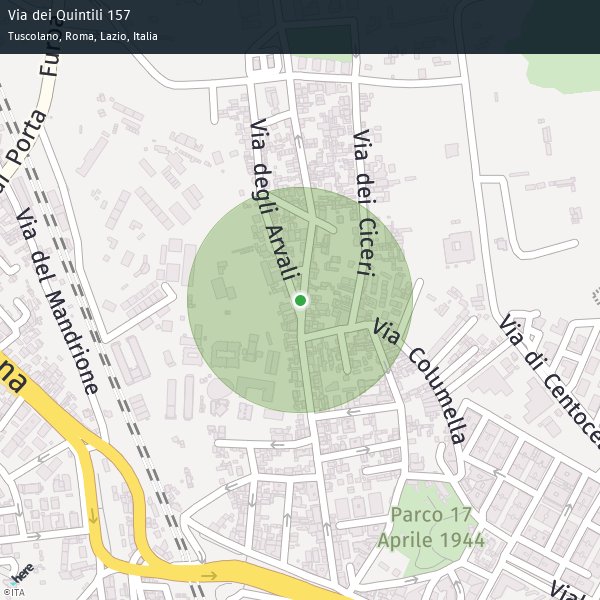 Via dei Quintili 157
Tuscolano, Roma, Lazio, Italia
Via degli Arvali
Via dei Ciceri
Via del Mandrione
Via Columella
Via di Centoce
Parco 17
Aprile 1944
here
©ITA